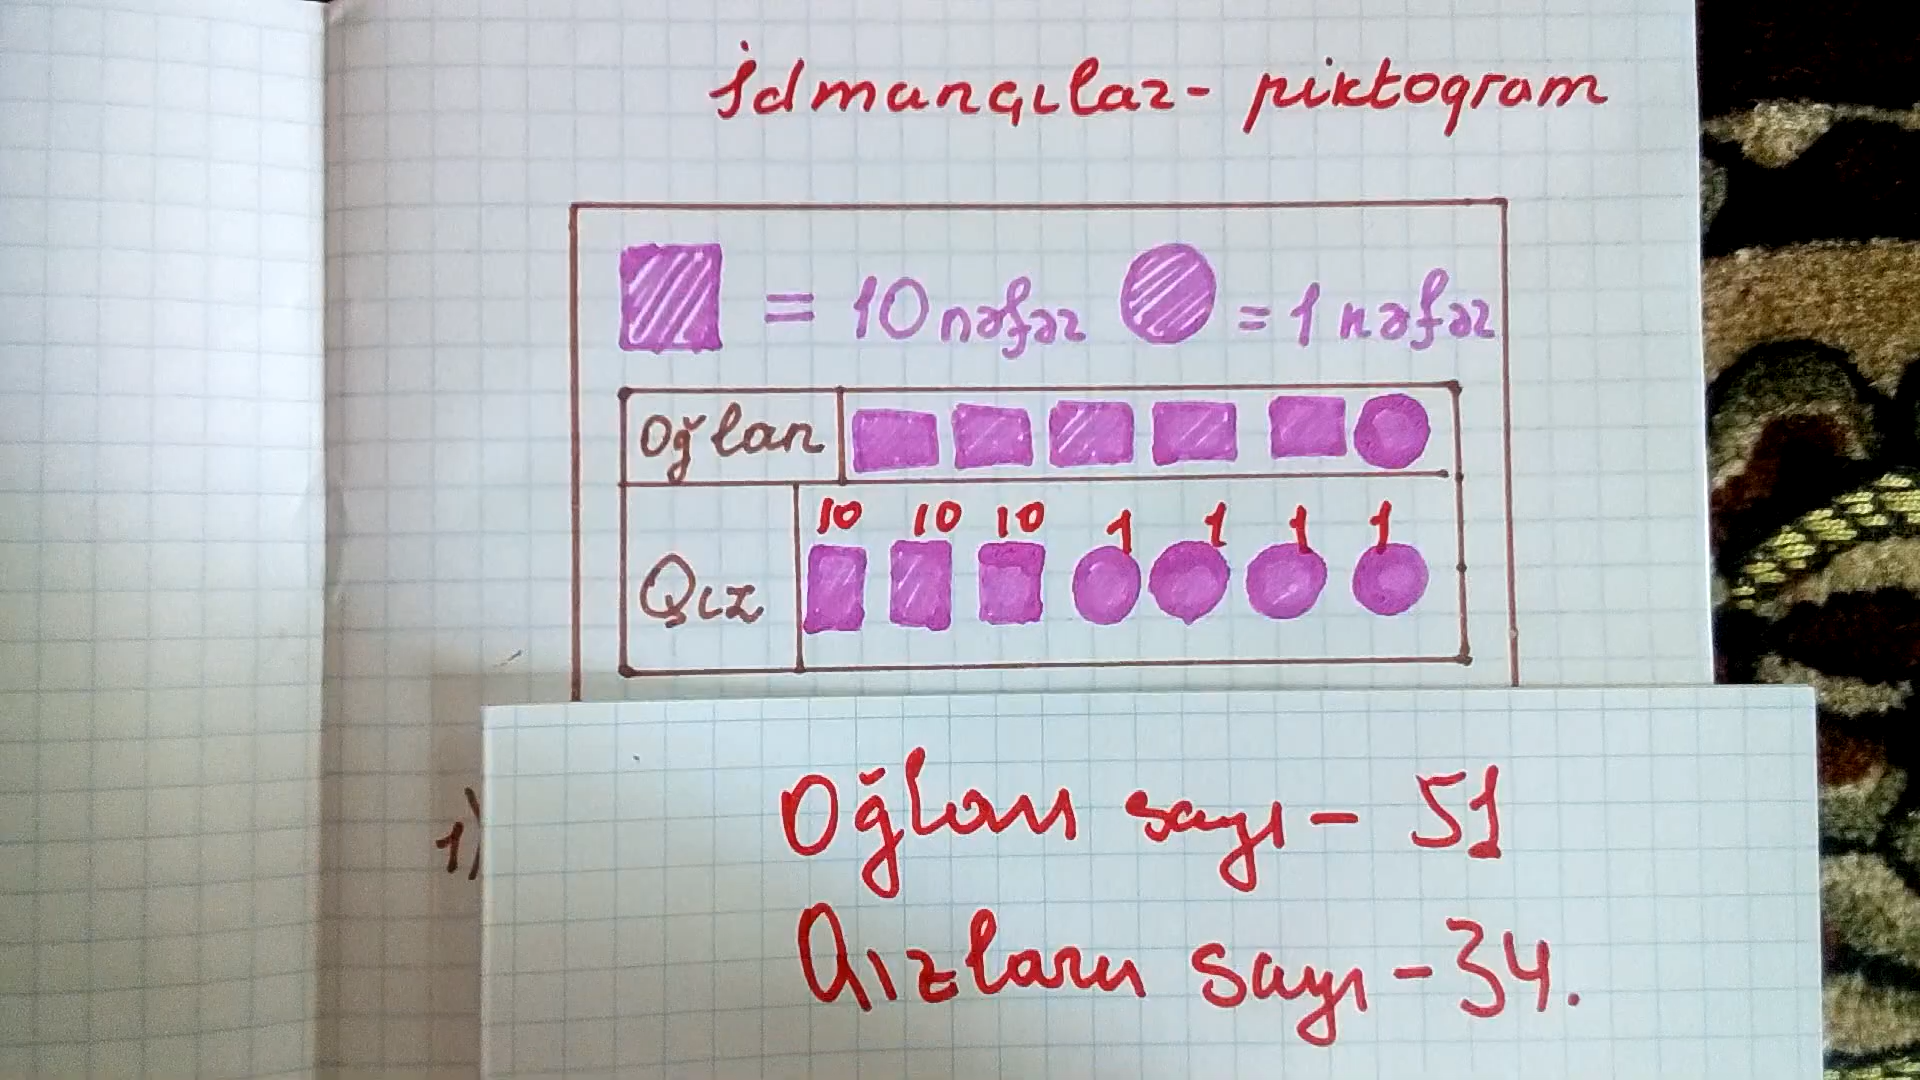 İdmançılar - piktogram
= 10 nəfər = 1 nəfər
Oğlan
10 10 10 1 1 1 1
Qız
1)
Oğlan sayı - 51
Qızların sayı - 34.